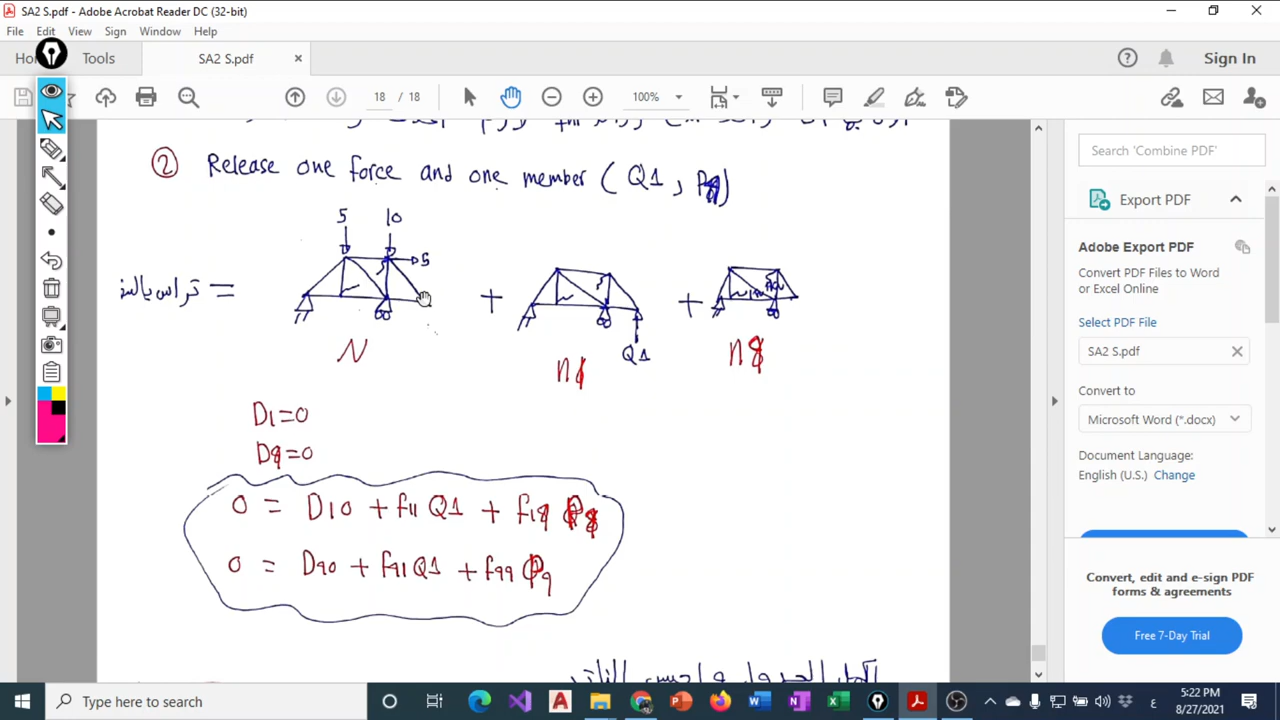 SA2 S.pdf - Adobe Acrobat Reader DC (32-bit)
File Edit View Sign Window Help
Tools SA2 S.pdf Sign In
18 / 18 100%
② Release one force and one member (Q1 ,
5 10
5
=
+
+
Q1
N
D1=0
D9=0
0 = D10 + f11 Q1 + f19 P9
0 = D90 + f91 Q1 + f99 P9
Search 'Combine PDF'
Export PDF
Adobe Export PDF
Convert PDF Files to Word
or Excel Online
Select PDF File
SA2 S.pdf
Convert to
Microsoft Word (*.docx)
Document Language:
English (U.S.) Change
Convert, edit and e-sign PDF
forms & agreements
Free 7-Day Trial
Type here to search
5:22 PM
8/27/2021
ع